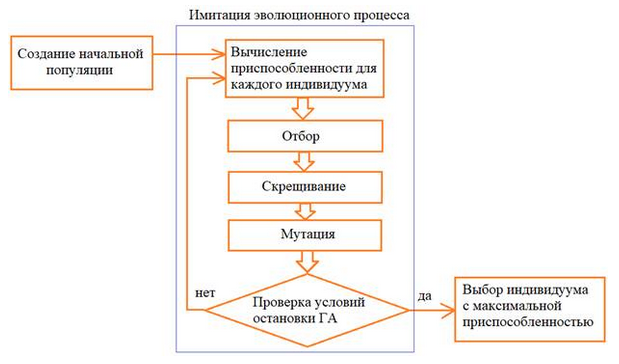 Имитация эволюционного процесса
Создание начальной
популяции
Вычисление
приспособленности для
каждого индивидуума
Отбор
Скрещивание
Мутация
нет
Проверка условий
остановки ГА
да
Выбор индивидуума
с максимальной
приспособленностью